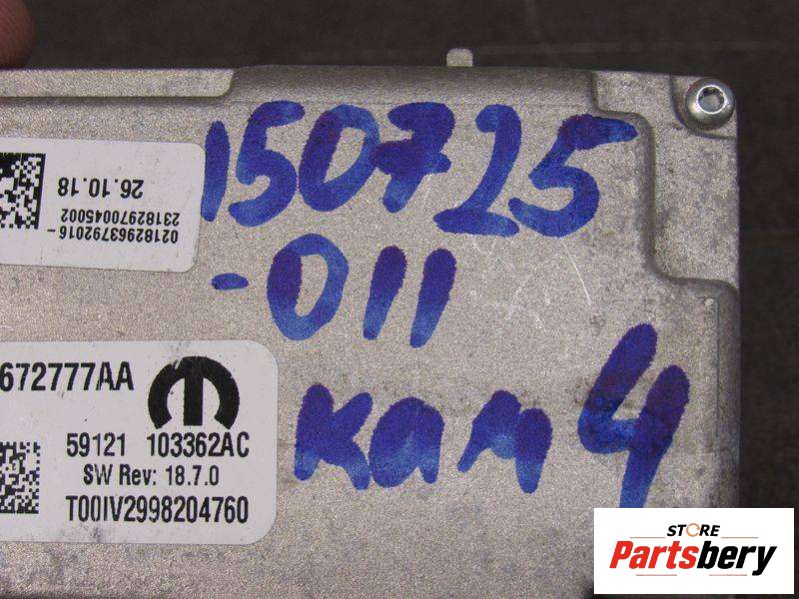 150725
-011
кам 4
26.10.18
23182970045002
02182963792016-
672777AA
59121 103362AC
SW Rev: 18.7.0
T00IV2998204760
STORE
Partsbery